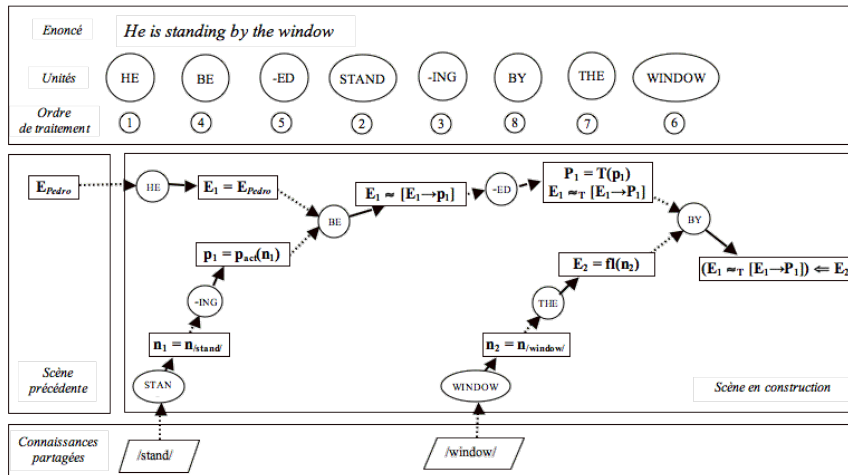 Enoncé
He is standing by the window
Unités
HE BE -ED STAND -ING BY THE WINDOW
Ordre
de traitement
1 4 5 2 3 8 7 6
E Pedro
HE
E1 = E Pedro
BE
E1 ≈ [E1→p1]
-ED
P1 = T(p1)
E1 ≈T [E1→P1]
BY
(E1 ≈T [E1→P1]) ⇐ E2
p1 = pact(n1)
-ING
n1 = n/stand/
STAN
E2 = fl(n2)
THE
n2 = n/window/
WINDOW
Scène
précédente
Scène en construction
Connaissances
partagées
/stand/
/window/